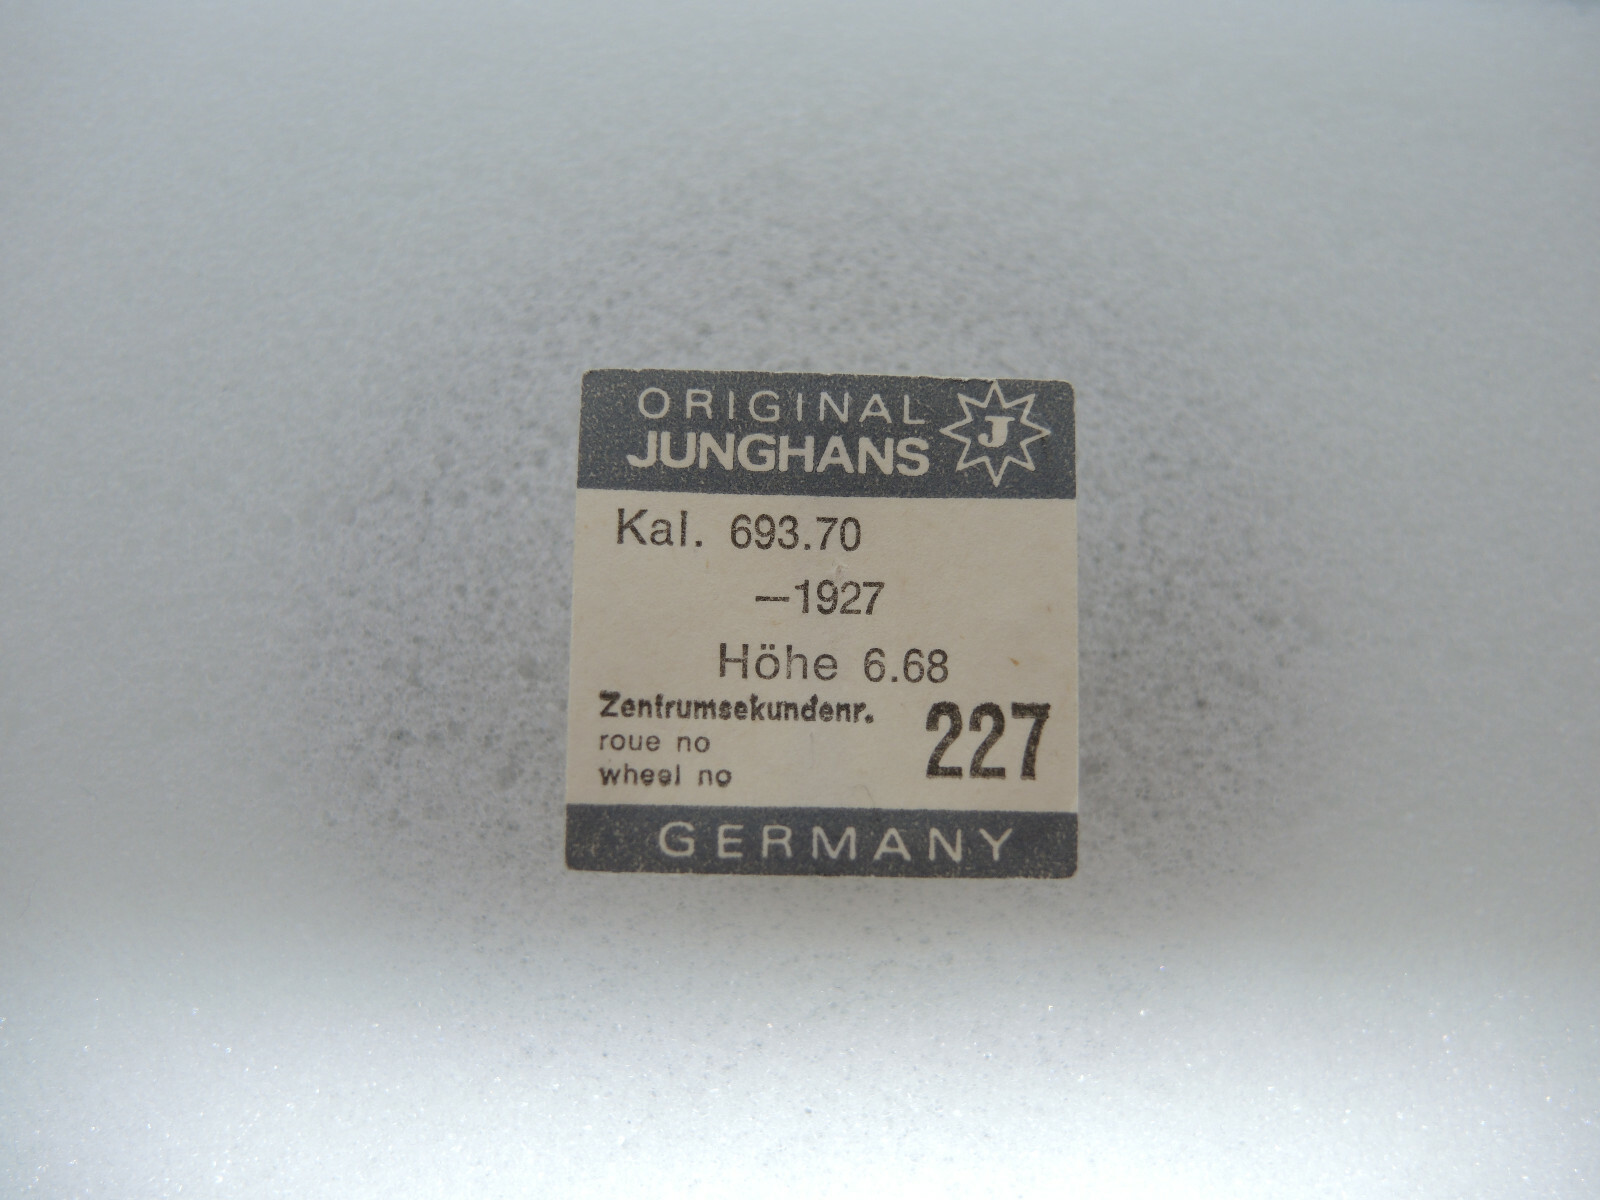 ORIGINAL
JUNGHANS
J
Kal. 693.70
—1927
Höhe 6.68
Zentrumsekundenr.
roue no
wheel no
227
GERMANY